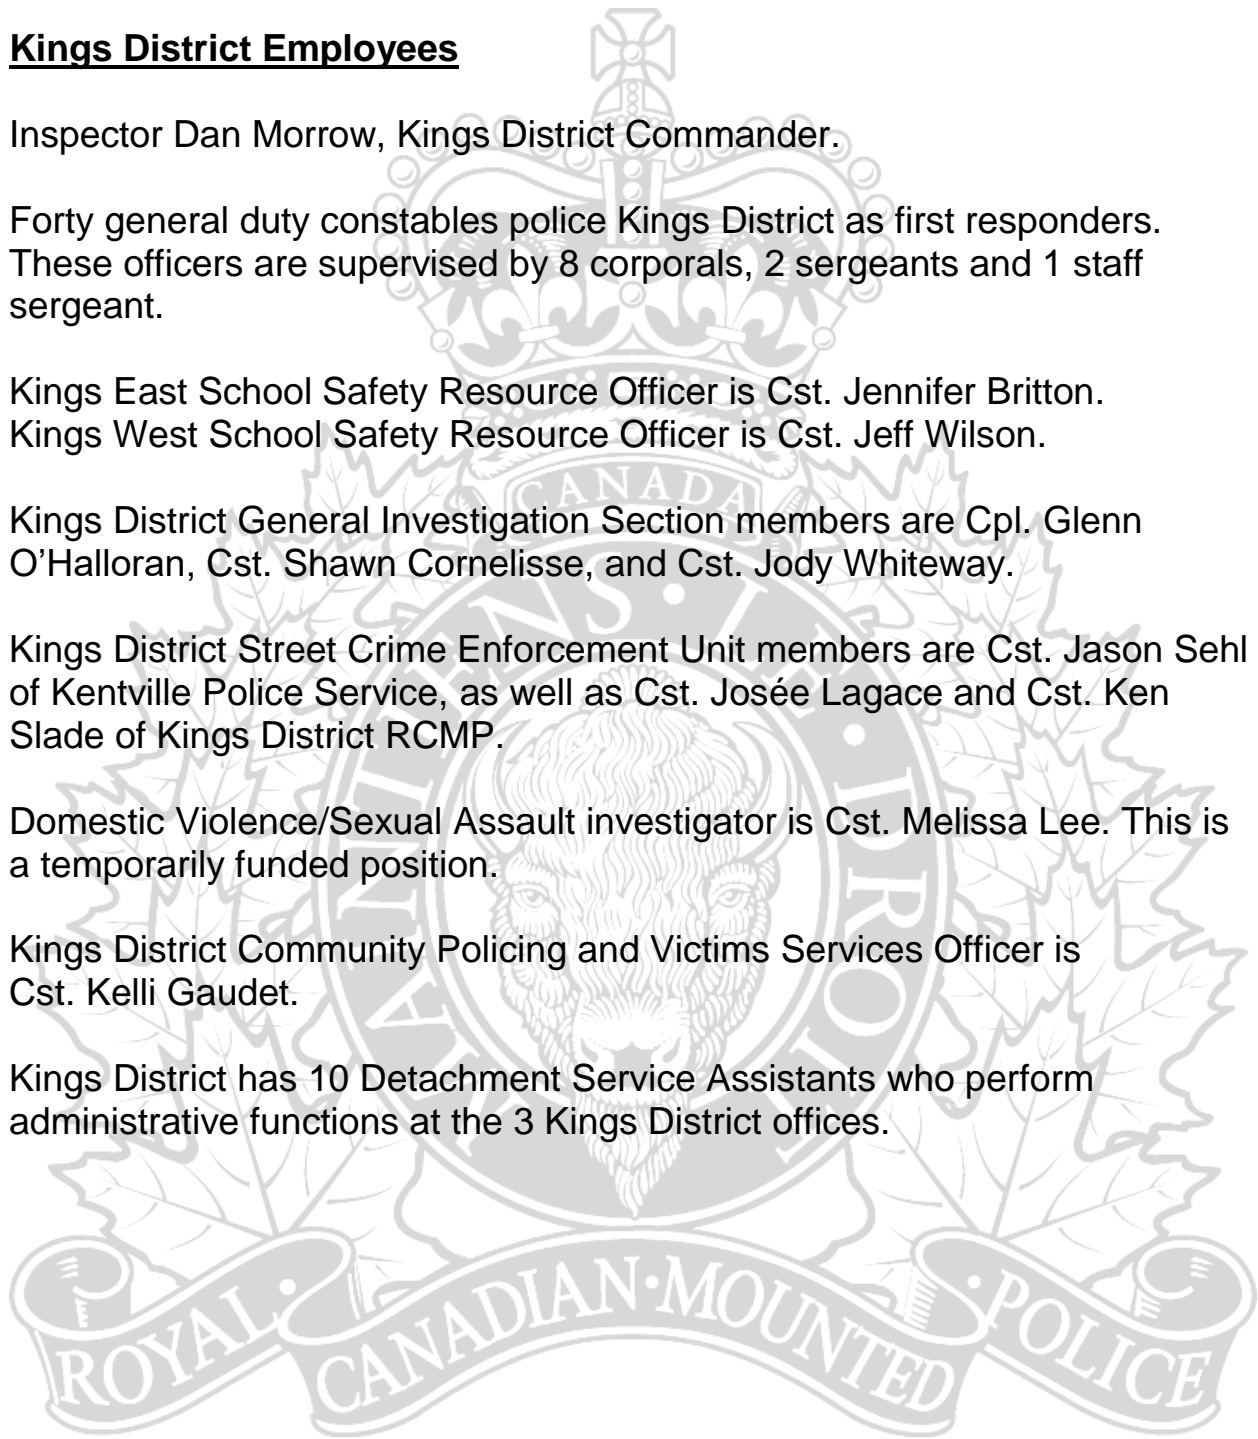 Kings District Employees
Inspector Dan Morrow, Kings District Commander.
Forty general duty constables police Kings District as first responders.
These officers are supervised by 8 corporals, 2 sergeants and 1 staff
sergeant.
Kings East School Safety Resource Officer is Cst. Jennifer Britton.
Kings West School Safety Resource Officer is Cst. Jeff Wilson.
CANADA
Kings District General Investigation Section members are Cpl. Glenn
O’Halloran, Cst. Shawn Cornelisse, and Cst. Jody Whiteway.
MAINTIENS LE DROIT
Kings District Street Crime Enforcement Unit members are Cst. Jason Sehl
of Kentville Police Service, as well as Cst. Josée Lagace and Cst. Ken
Slade of Kings District RCMP.
Domestic Violence/Sexual Assault investigator is Cst. Melissa Lee. This is
a temporarily funded position.
Kings District Community Policing and Victims Services Officer is
Cst. Kelli Gaudet.
Kings District has 10 Detachment Service Assistants who perform
administrative functions at the 3 Kings District offices.
ROYAL · CANADIAN · MOUNTED · POLICE